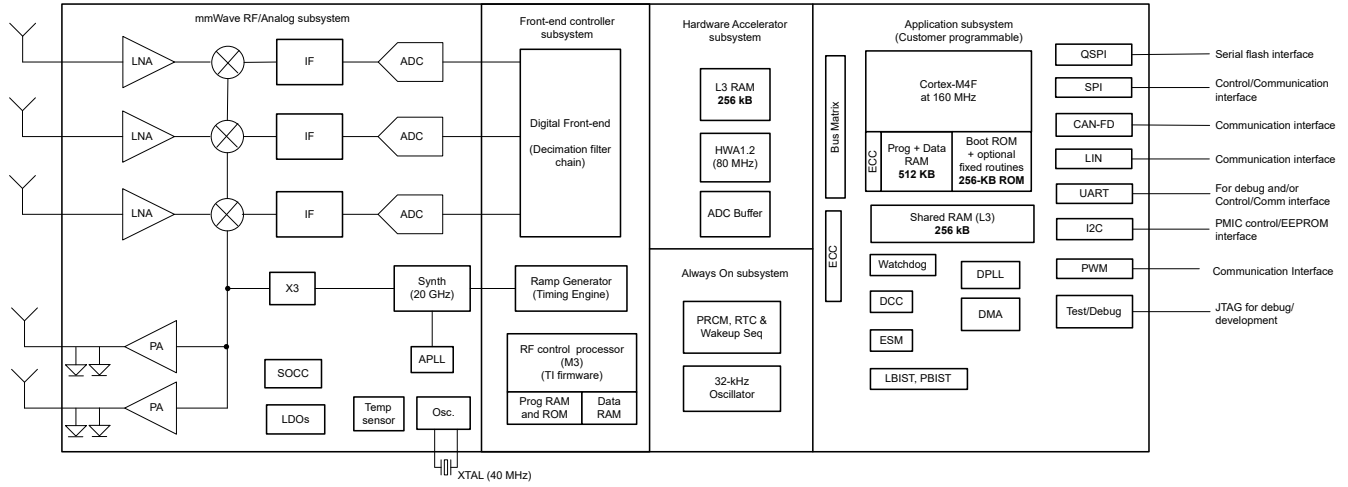 mmWave RF/Analog subsystem
LNA
IF
ADC
LNA
IF
ADC
LNA
IF
ADC
X3
Synth
(20 GHz)
PA
PA
APLL
SOCC
LDOs
Temp
sensor
Osc.
XTAL (40 MHz)
Front-end controller
subsystem
Digital Front-end
(Decimation filter
chain)
Ramp Generator
(Timing Engine)
RF control processor
(M3)
(TI firmware)
Prog RAM
and ROM
Data
RAM
Hardware Accelerator
subsystem
L3 RAM
256 kB
HWA1.2
(80 MHz)
ADC Buffer
Always On subsystem
PRCM, RTC &
Wakeup Seq
32-kHz
Oscillator
Application subsystem
(Customer programmable)
Bus Matrix
Cortex-M4F
at 160 MHz
ECC
Prog + Data
RAM
512 KB
Boot ROM
+ optional
fixed routines
256-KB ROM
ECC
Shared RAM (L3)
256 kB
Watchdog
DPLL
DCC
DMA
ESM
LBIST, PBIST
QSPI
Serial flash interface
SPI
Control/Communication
interface
CAN-FD
Communication interface
LIN
Communication interface
UART
For debug and/or
Control/Comm interface
I2C
PMIC control/EEPROM
interface
PWM
Communication Interface
Test/Debug
JTAG for debug/
development